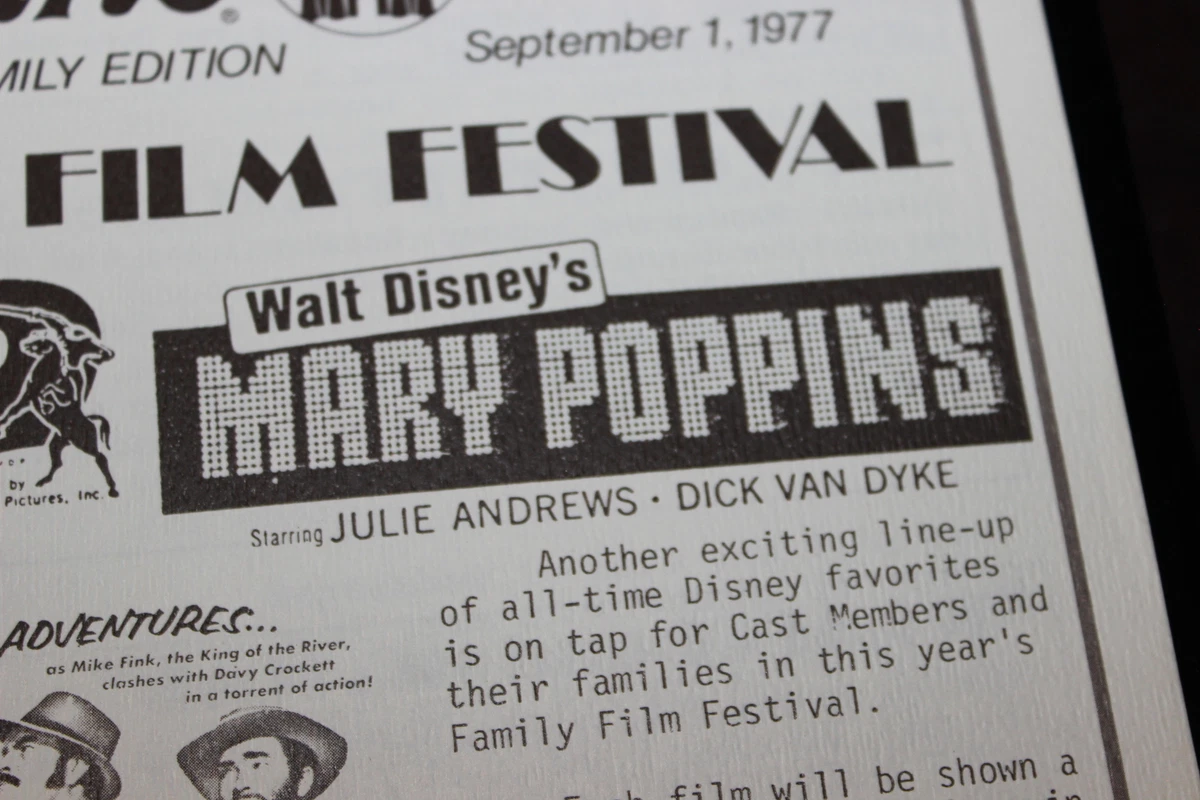 September 1, 1977
EDITION
FILM FESTIVAL
Walt Disney's
MARY POPPINS
by
Pictures, Inc.
Starring JULIE ANDREWS · DICK VAN DYKE
ADVENTURES...
as Mike Fink, the King of the River,
clashes with Davy Crockett
in a torrent of action!
Another exciting line-up
of all-time Disney favorites
is on tap for Cast Members and
their families in this year's
Family Film Festival.
film will be shown a
in